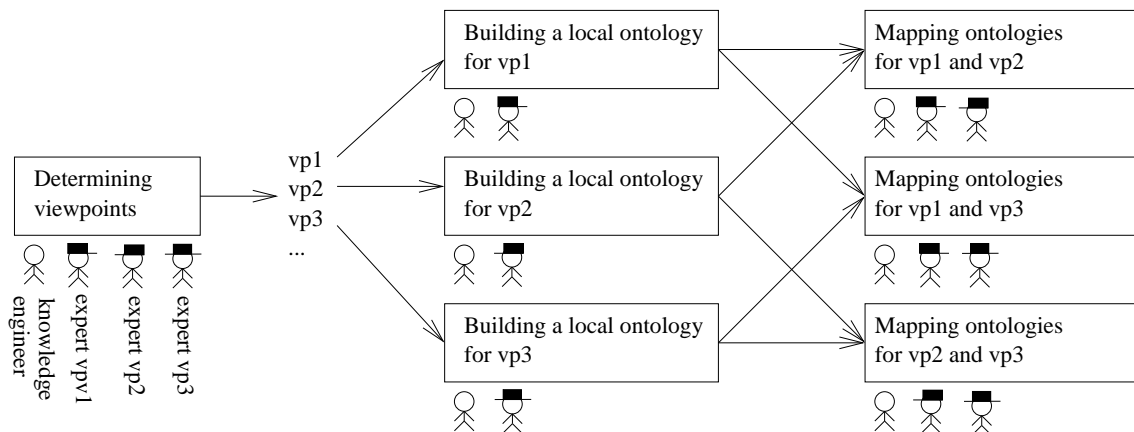 Determining
viewpoints
knowledge
engineer
expert vpv1
expert vp2
expert vp3
vp1
vp2
vp3
...
Building a local ontology
for vp1
Building a local ontology
for vp2
Building a local ontology
for vp3
Mapping ontologies
for vp1 and vp2
Mapping ontologies
for vp1 and vp3
Mapping ontologies
for vp2 and vp3